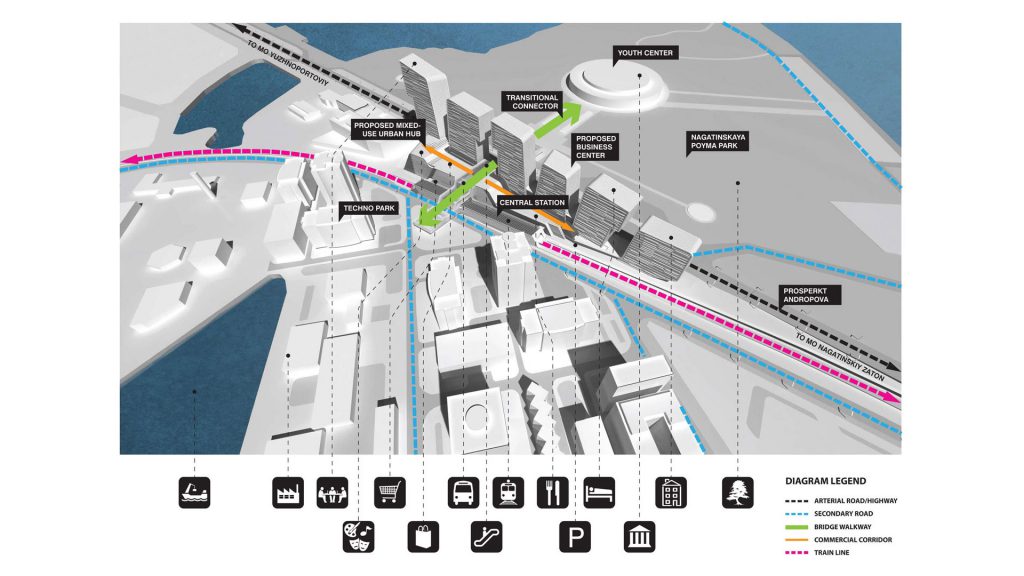 TO MO YUZHNOPORTOVIY
YOUTH CENTER
TRANSITIONAL
CONNECTOR
PROPOSED MIXED-
USE URBAN HUB
PROPOSED
BUSINESS
CENTER
NAGATINSKAYA
POYMA PARK
TECHNO PARK
CENTRAL STATION
PROSPERKT
ANDROPOVA
TO MO NAGATINSKIY ZATON
P
DIAGRAM LEGEND
ARTERIAL ROAD/HIGHWAY
SECONDARY ROAD
BRIDGE WALKWAY
COMMERCIAL CORRIDOR
TRAIN LINE